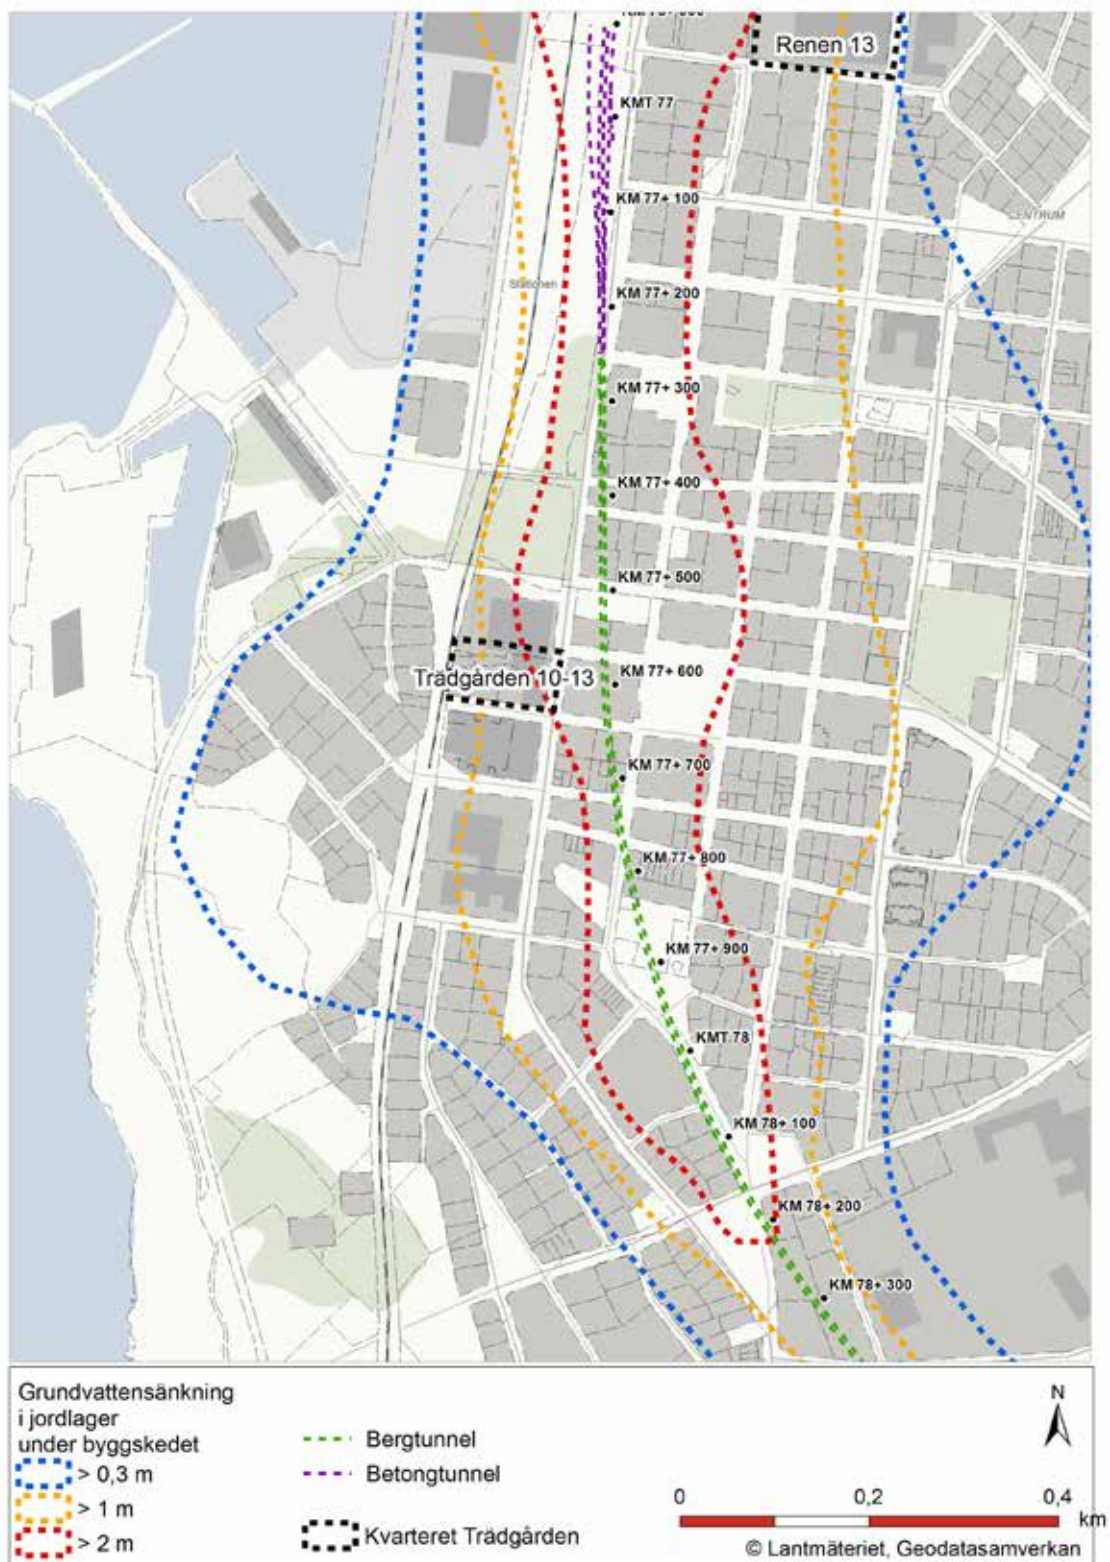 Renen 13
KMT 77
KM 77+ 100
CENTRUM
Stationen
KM 77+ 200
KM 77+ 300
KM 77+ 400
KM 77+ 500
Trädgården 10-13
KM 77+ 600
KM 77+ 700
KM 77+ 800
KM 77+ 900
KMT 78
KM 78+ 100
KM 78+ 200
KM 78+ 300
Grundvattensänkning
i jordlager
under byggskedet
> 0,3 m
> 1 m
> 2 m
Bergtunnel
Betongtunnel
Kvarteret Trädgården
N
0 0,2 0,4
km
© Lantmäteriet, Geodatasamverkan